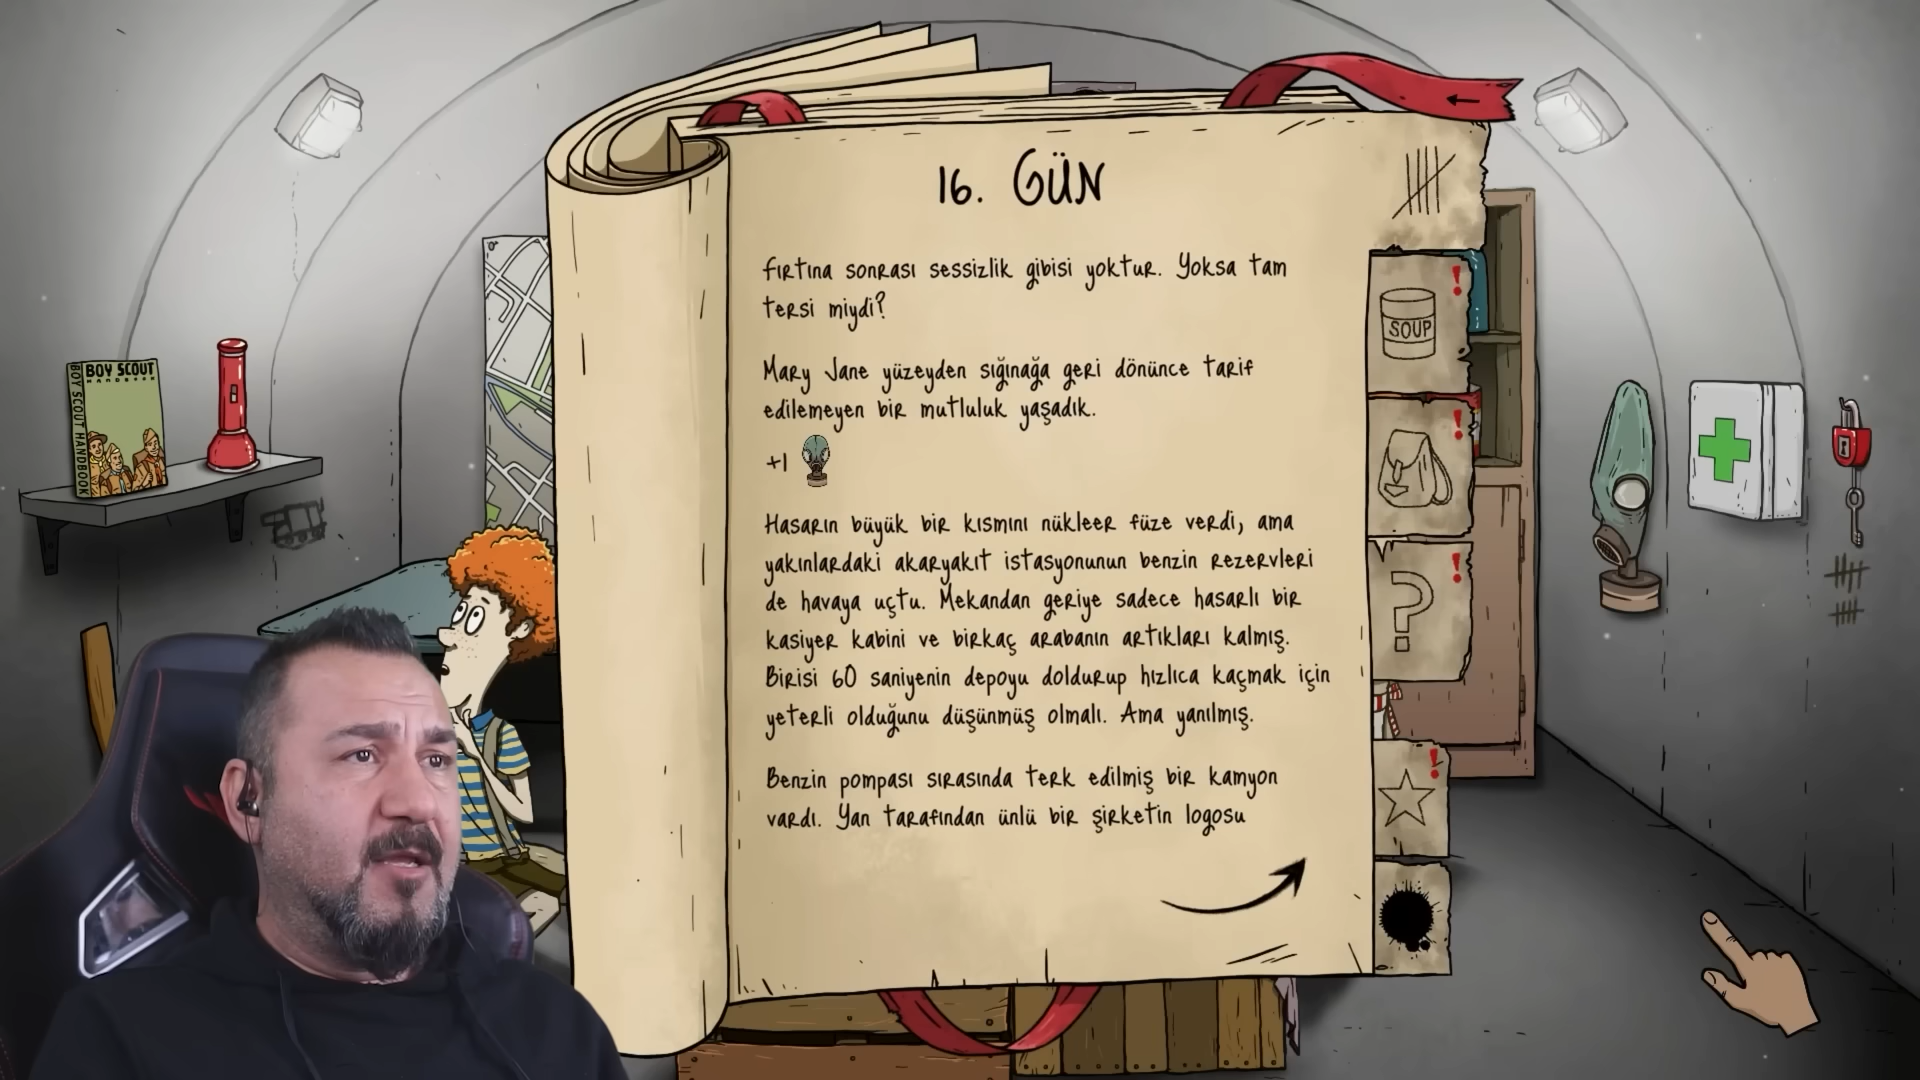 16. GÜN
Fırtına sonrası sessizlik gibisi yoktur. Yoksa tam
tersi miydi?
Mary Jane yüzeyden sığınağa geri dönünce tarif
edilemeyen bir mutluluk yaşadık.
+1
Hasarın büyük bir kısmını nükleer füze verdi, ama
yakınlardaki akaryakıt istasyonunun benzin rezervleri
de havaya uçtu. Mekandan geriye sadece hasarlı bir
kasiyer kabini ve birkaç arabanın artıkları kalmış.
Birisi 60 saniyenin depoyu doldurup hızlıca kaçmak için
yeterli olduğunu düşünmüş olmalı. Ama yanılmış.
Benzin pompası sırasında terk edilmiş bir kamyon
vardı. Yan tarafından ünlü bir şirketin logosu
SOUP
BOY SCOUT
HANDBOOK
BOY SCOUT HANDBOOK